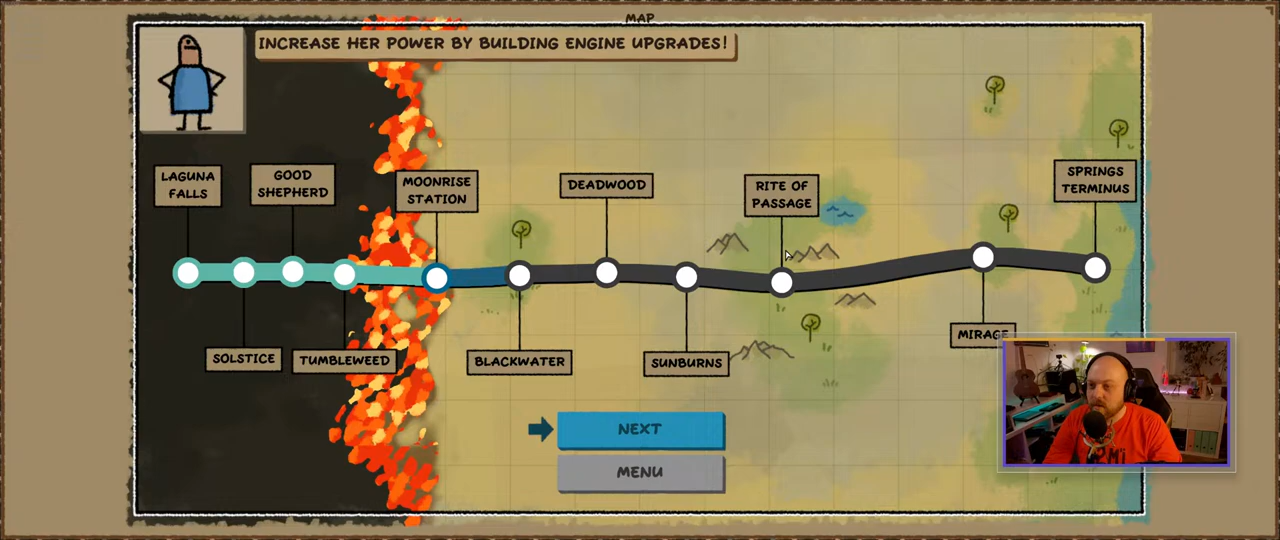 MAP
INCREASE HER POWER BY BUILDING ENGINE UPGRADES!
LAGUNA
FALLS
GOOD
SHEPHERD
MOONRISE
STATION
DEADWOOD
RITE OF
PASSAGE
SPRINGS
TERMINUS
SOLSTICE
TUMBLEWEED
BLACKWATER
SUNBURNS
MIRAGE
NEXT
MENU